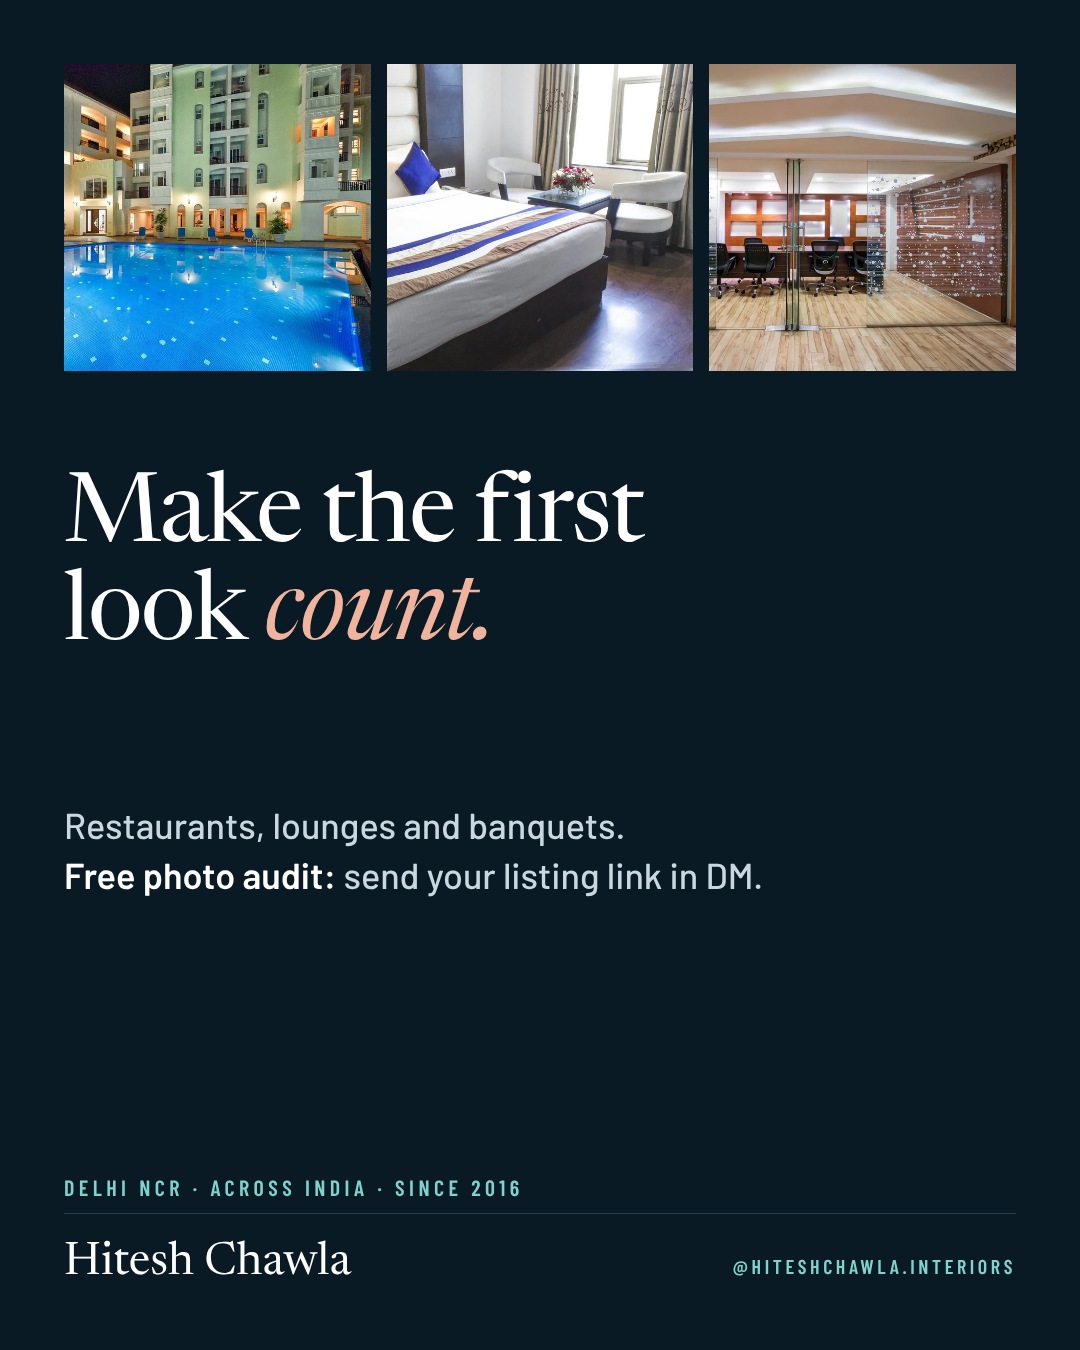 Make the first
look count.
Restaurants, lounges and banquets.
Free photo audit: send your listing link in DM.
DELHI NCR · ACROSS INDIA · SINCE 2016
Hitesh Chawla
@HITESHCHAWLA.INTERIORS